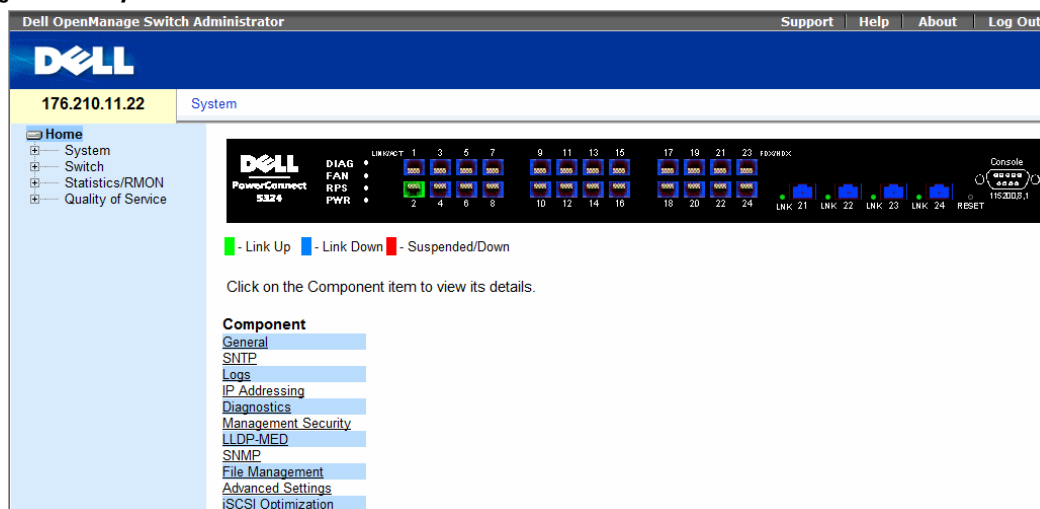 Dell OpenManage Switch Administrator Support Help About Log Out
DELL
176.210.11.22 System
Home
System
Switch
Statistics/RMON
Quality of Service
DELL
PowerConnect
5324
DIAG
FAN
RPS
PWR
LINK/ACT 1 3 5 7 9 11 13 15 17 19 21 23 FDX/HDX
2 4 6 8 10 12 14 16 18 20 22 24
LNK 21 LNK 22 LNK 23 LNK 24 RESET
Console
115200,8,1
- Link Up - Link Down - Suspended/Down
Click on the Component item to view its details.
Component
General
SNTP
Logs
IP Addressing
Diagnostics
Management Security
LLDP-MED
SNMP
File Management
Advanced Settings
iSCSI Optimization